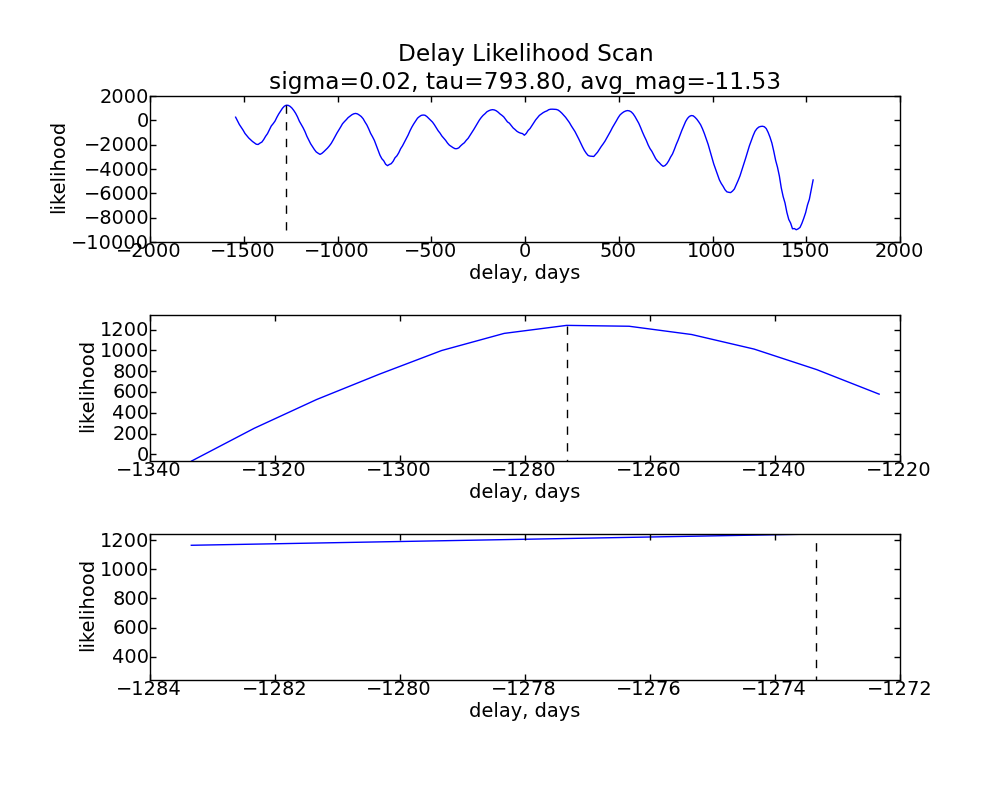 Delay Likelihood Scan
sigma=0.02, tau=793.80, avg_mag=-11.53
2000
0
−2000
−4000
−6000
−8000
−10000
likelihood
−2000 −1500 −1000 −500 0 500 1000 1500 2000
delay, days
1200
1000
800
600
400
200
0
likelihood
−1340 −1320 −1300 −1280 −1260 −1240 −1220
delay, days
1200
1000
800
600
400
likelihood
−1284 −1282 −1280 −1278 −1276 −1274 −1272
delay, days